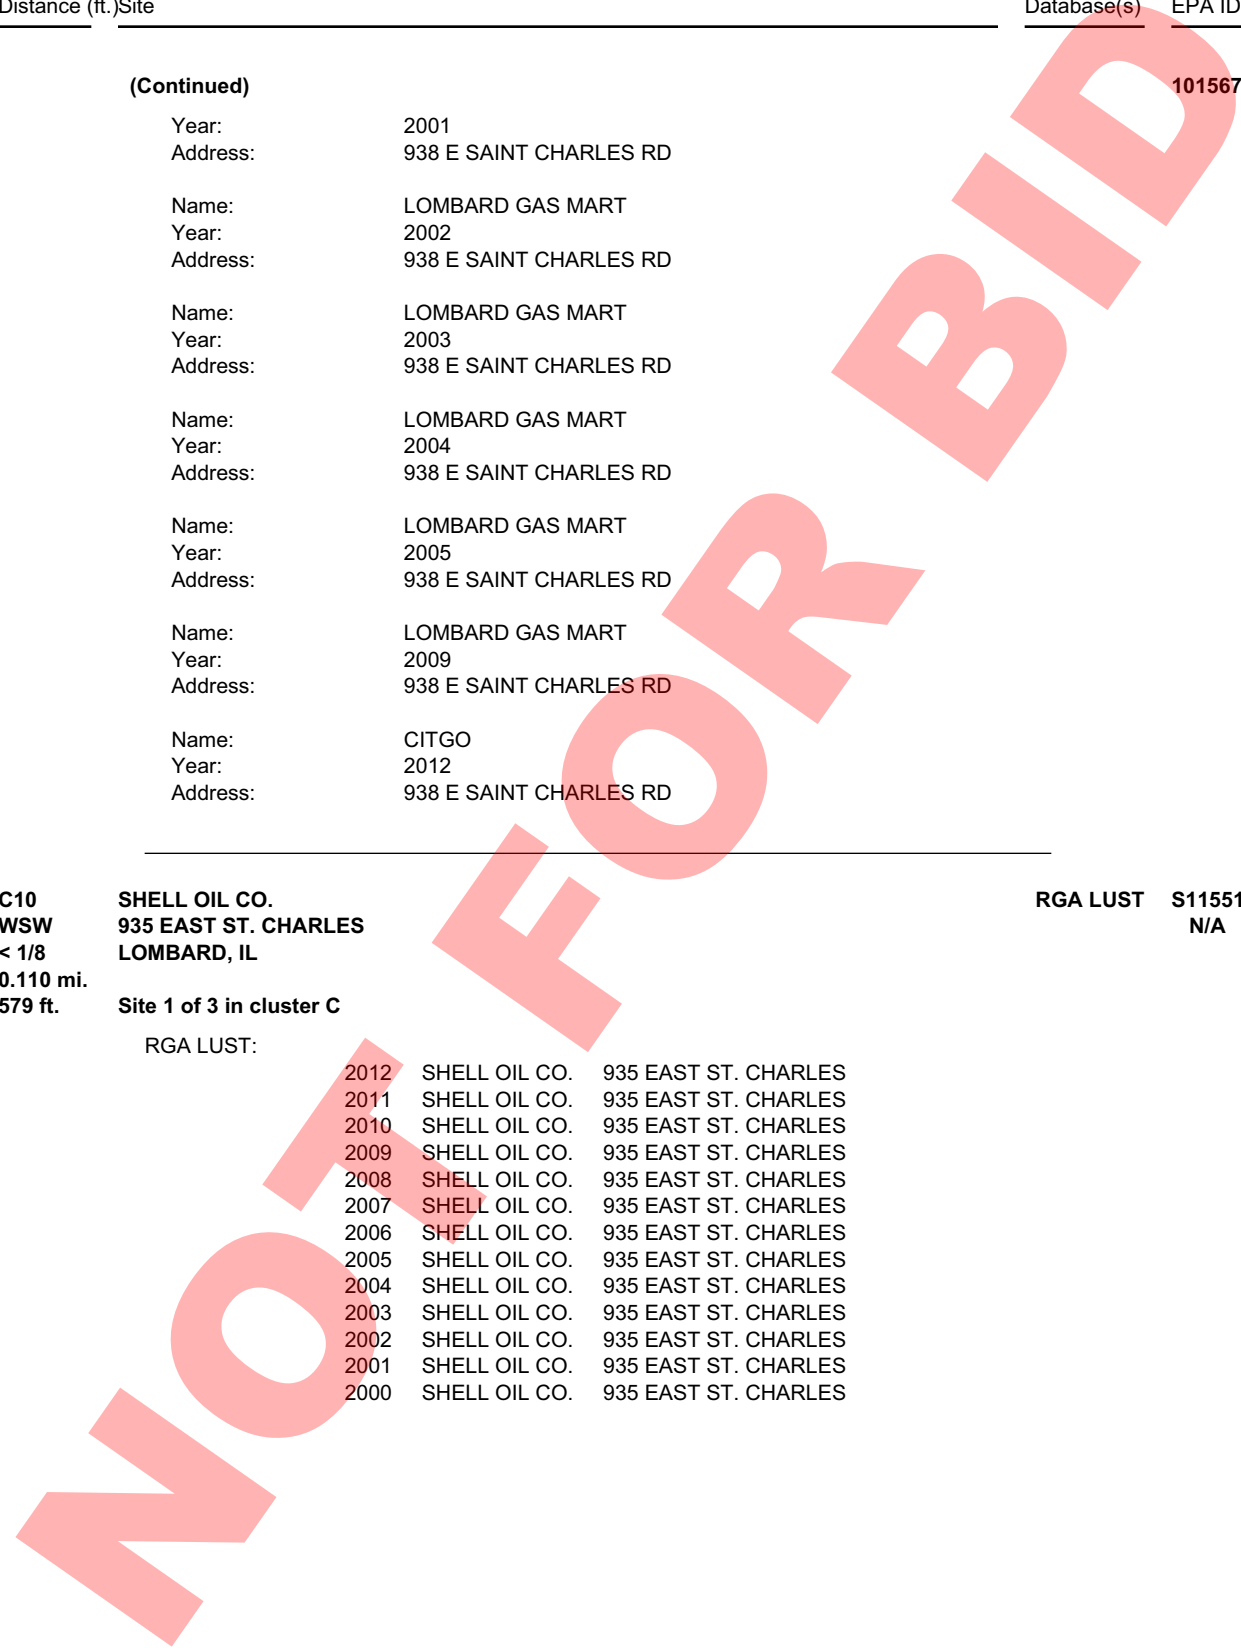 Distance (ft.)Site Database(s) EPA ID
(Continued) 101567
Year: 2001
Address: 938 E SAINT CHARLES RD
Name: LOMBARD GAS MART
Year: 2002
Address: 938 E SAINT CHARLES RD
Name: LOMBARD GAS MART
Year: 2003
Address: 938 E SAINT CHARLES RD
Name: LOMBARD GAS MART
Year: 2004
Address: 938 E SAINT CHARLES RD
Name: LOMBARD GAS MART
Year: 2005
Address: 938 E SAINT CHARLES RD
Name: LOMBARD GAS MART
Year: 2009
Address: 938 E SAINT CHARLES RD
Name: CITGO
Year: 2012
Address: 938 E SAINT CHARLES RD
C10 SHELL OIL CO. RGA LUST S11551
WSW 935 EAST ST. CHARLES N/A
< 1/8 LOMBARD, IL
0.110 mi.
579 ft. Site 1 of 3 in cluster C
RGA LUST:
2012 SHELL OIL CO. 935 EAST ST. CHARLES
2011 SHELL OIL CO. 935 EAST ST. CHARLES
2010 SHELL OIL CO. 935 EAST ST. CHARLES
2009 SHELL OIL CO. 935 EAST ST. CHARLES
2008 SHELL OIL CO. 935 EAST ST. CHARLES
2007 SHELL OIL CO. 935 EAST ST. CHARLES
2006 SHELL OIL CO. 935 EAST ST. CHARLES
2005 SHELL OIL CO. 935 EAST ST. CHARLES
2004 SHELL OIL CO. 935 EAST ST. CHARLES
2003 SHELL OIL CO. 935 EAST ST. CHARLES
2002 SHELL OIL CO. 935 EAST ST. CHARLES
2001 SHELL OIL CO. 935 EAST ST. CHARLES
2000 SHELL OIL CO. 935 EAST ST. CHARLES
NOT FOR BID